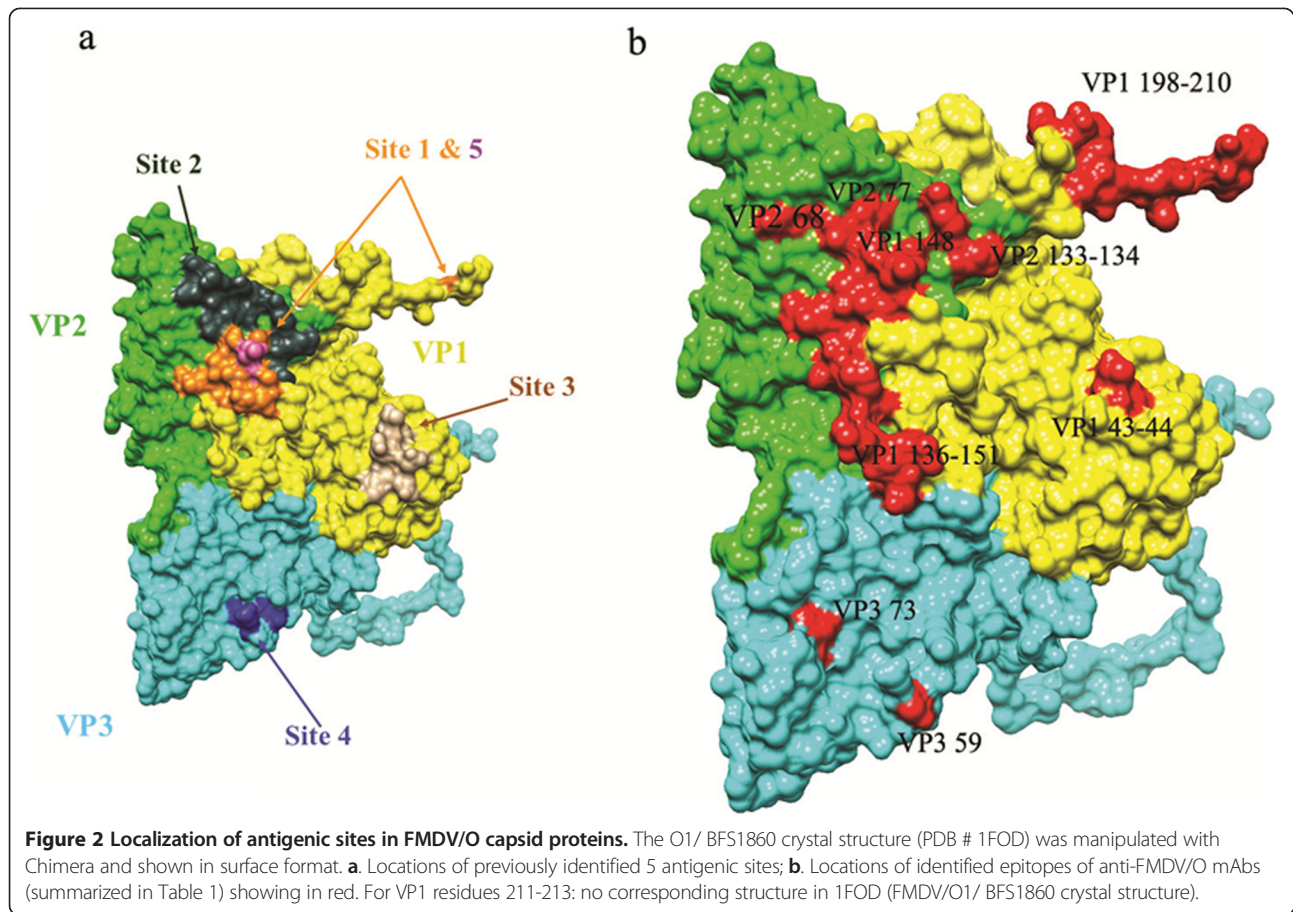 a
Site 2
Site 1 & 5
VP2
VP1
Site 3
VP3
Site 4
b
VP1 198-210
VP2 77
VP2 68
VP1 148
VP2 133-134
VP1 43-44
VP1 136-151
VP3 73
VP3 59
Figure 2 Localization of antigenic sites in FMDV/O capsid proteins. The O1/ BFS1860 crystal structure (PDB # 1FOD) was manipulated with
Chimera and shown in surface format. a. Locations of previously identified 5 antigenic sites; b. Locations of identified epitopes of anti-FMDV/O mAbs
(summarized in Table 1) showing in red. For VP1 residues 211-213: no corresponding structure in 1FOD (FMDV/O1/ BFS1860 crystal structure).